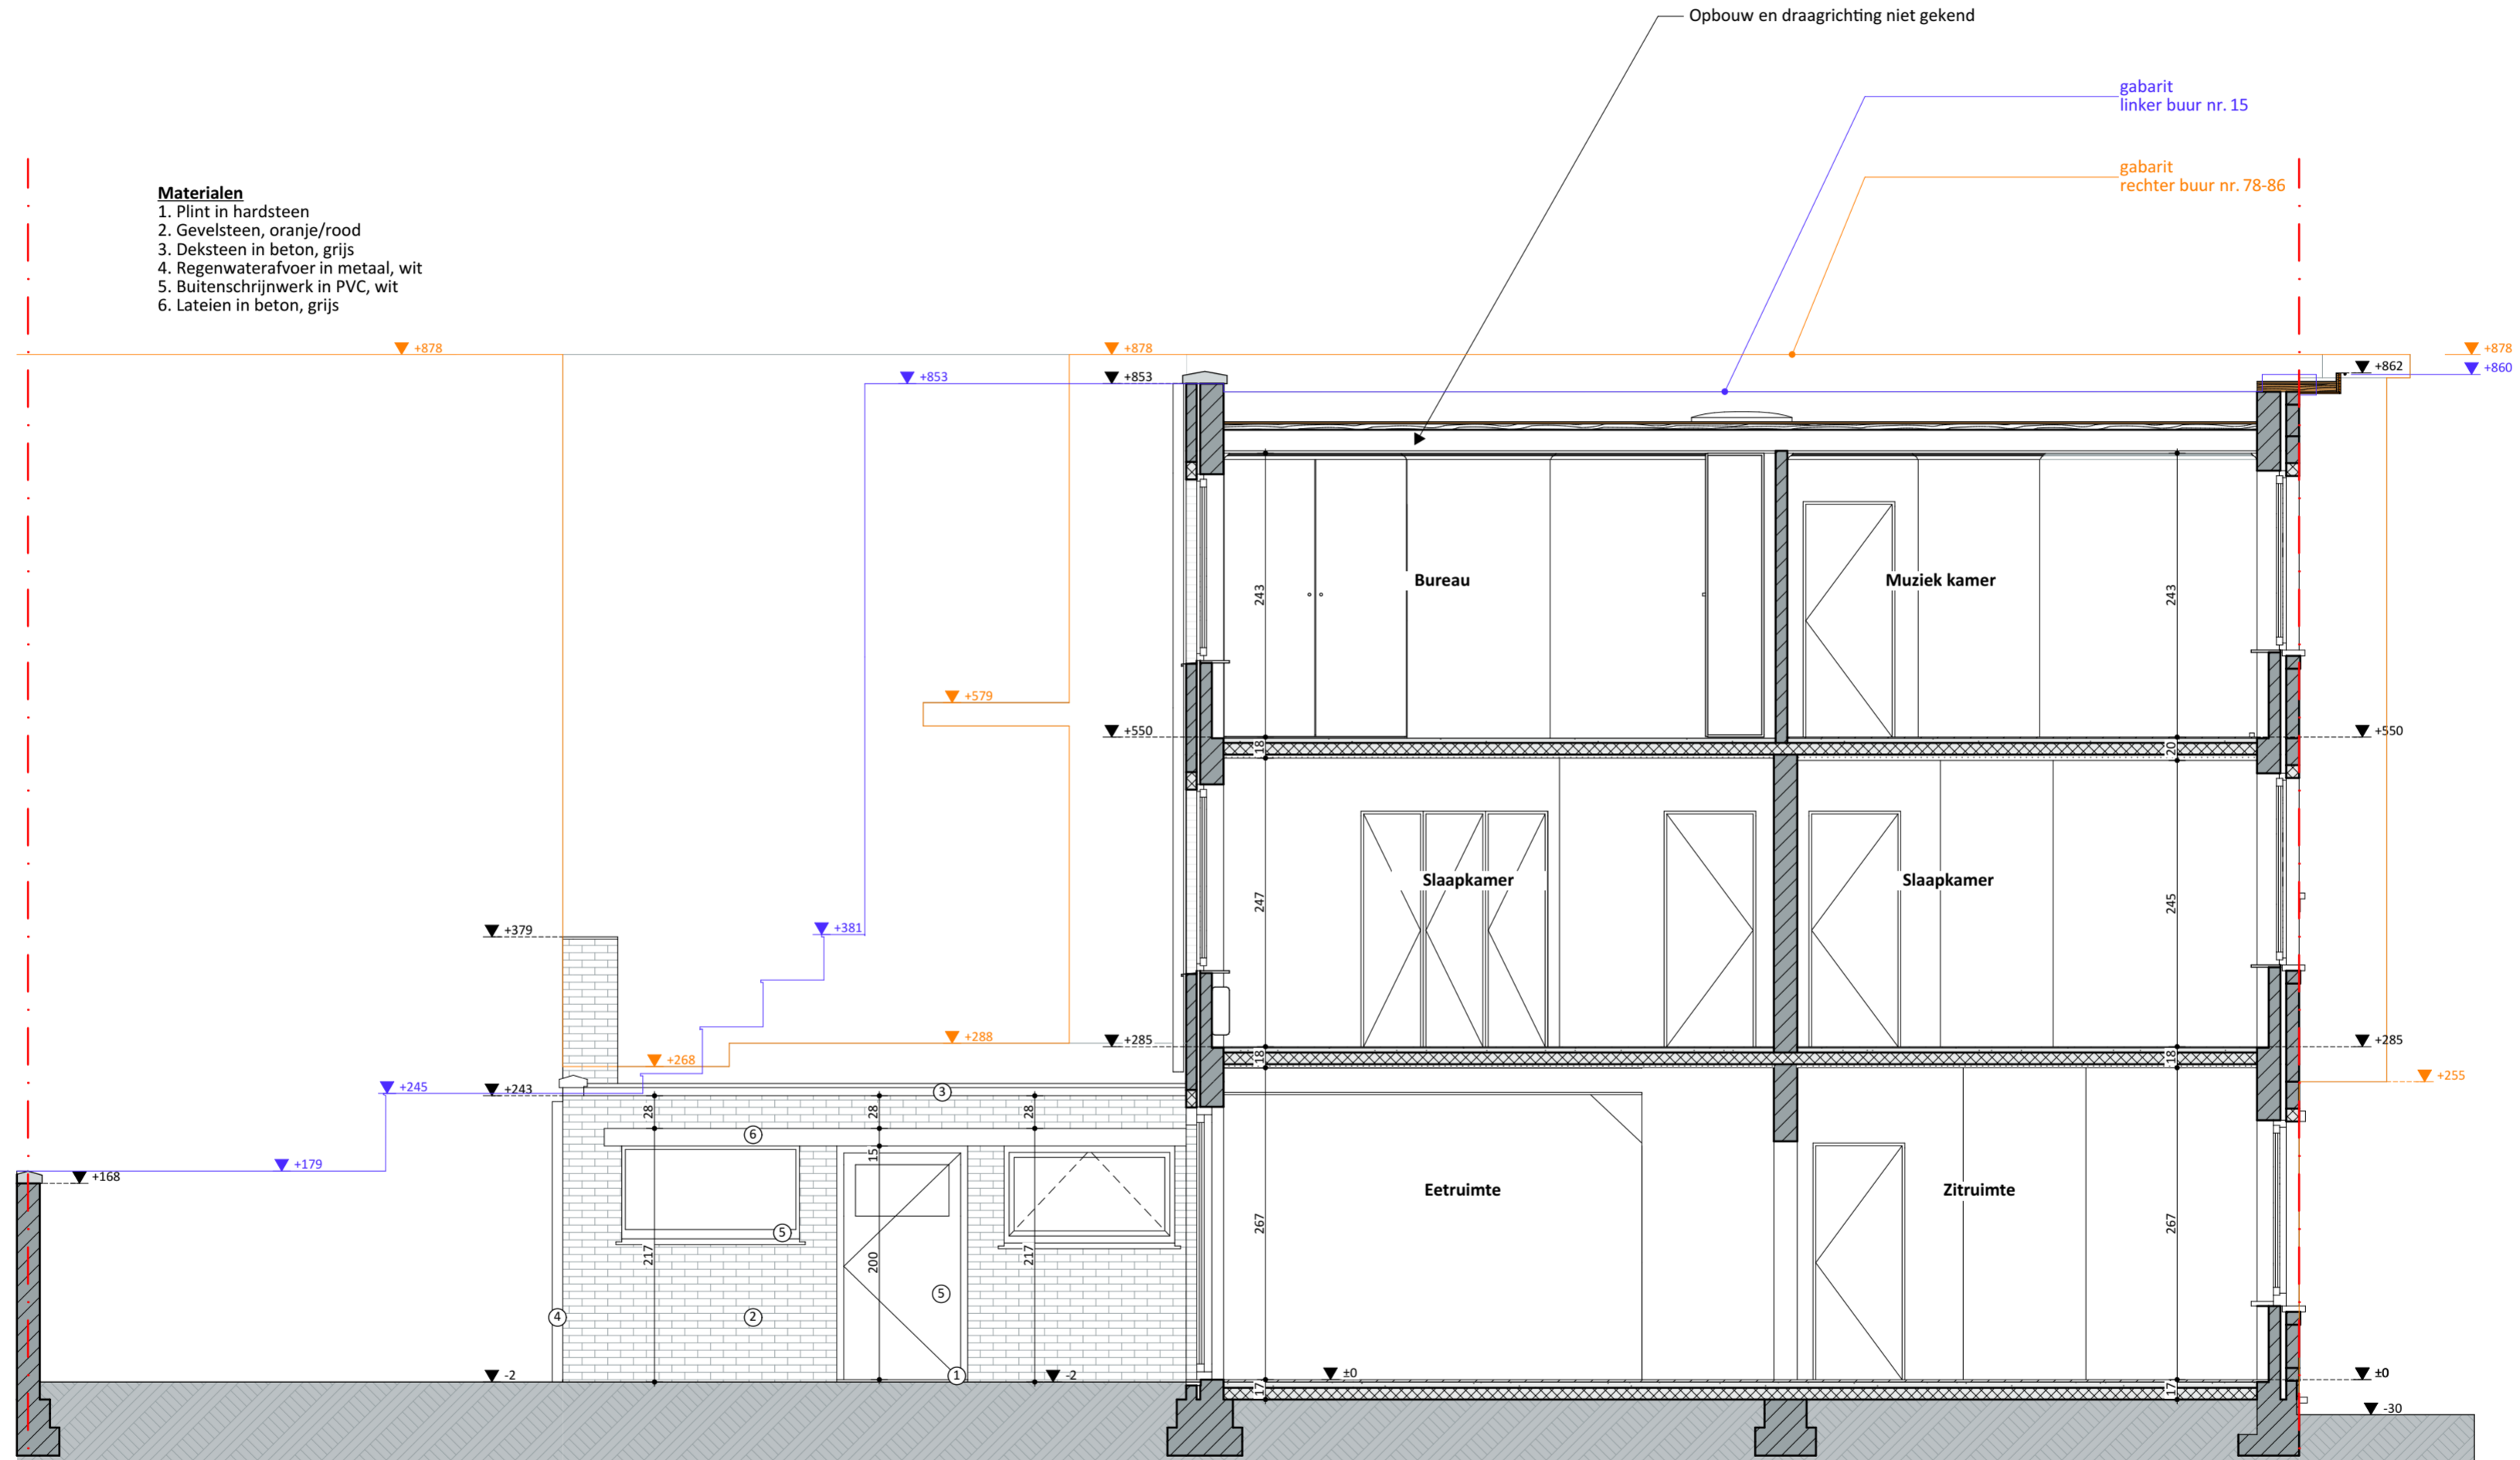 Opbouw en draagrichting niet gekend
gabarit
linker buur nr. 15
gabarit
rechter buur nr. 78-86
Materialen
1. Plint in hardsteen
2. Gevelsteen, oranje/rood
3. Deksteen in beton, grijs
4. Regenwaterafvoer in metaal, wit
5. Buitenschrijnwerk in PVC, wit
6. Lateien in beton, grijs
+878
+878
+878
+853
+853
+862
+860
Bureau
Muziek kamer
243
243
+579
+550
+550
18
20
Slaapkamer
Slaapkamer
247
245
+379
+381
+288
+285
+285
+268
18
18
+255
+245
+243
3
28
28
28
6
15
+179
+168
Eetruimte
Zitruimte
5
217
200
217
267
267
5
4
2
1
-2
-2
±0
±0
17
17
-30